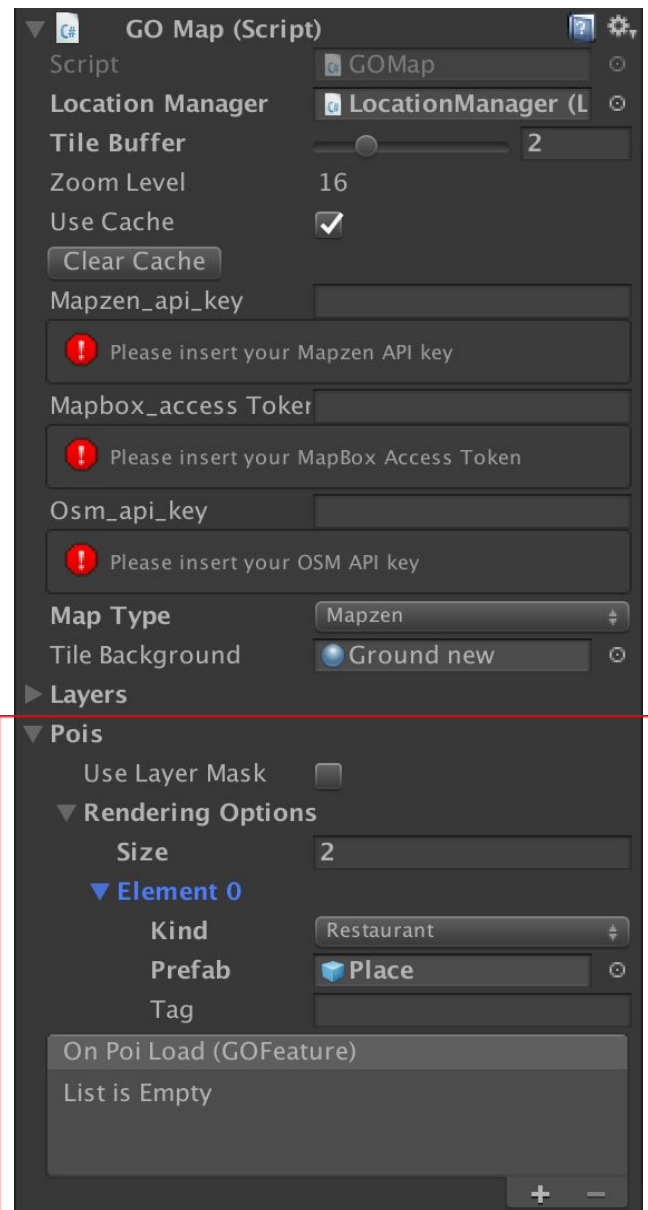 GO Map (Script)
Script GOMap
Location Manager LocationManager (L
Tile Buffer 2
Zoom Level 16
Use Cache
Clear Cache
Mapzen_api_key
Please insert your Mapzen API key
Mapbox_access Toker
Please insert your MapBox Access Token
Osm_api_key
Please insert your OSM API key
Map Type Mapzen
Tile Background Ground new
Layers
Pois
Use Layer Mask
Rendering Options
Size 2
Element 0
Kind Restaurant
Prefab Place
Tag
On Poi Load (GOFeature)
List is Empty